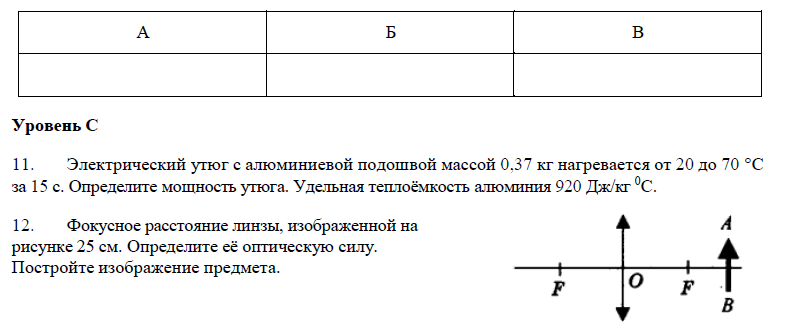 А Б В
Уровень С
11. Электрический утюг с алюминиевой подошвой массой 0,37 кг нагревается от 20 до 70 °С
за 15 с. Определите мощность утюга. Удельная теплоёмкость алюминия 920 Дж/кг ⁰С.
12. Фокусное расстояние линзы, изображенной на
рисунке 25 см. Определите её оптическую силу.
Постройте изображение предмета.
A
F O F B